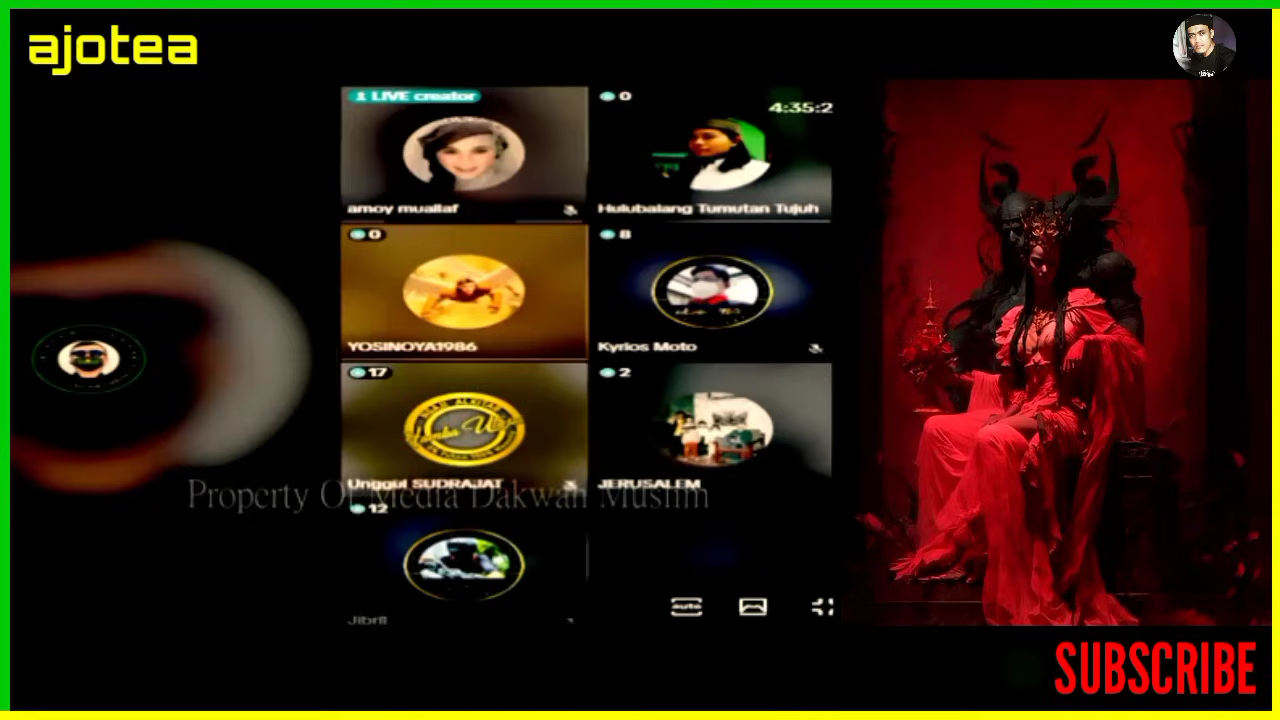 ajotea
LIVE creator
0
4:35:2
amoy muallaf
Hulubalang Tumutan Tujuh
0
8
YOSINOYA1986
Kyrios Moto
17
2
Unggul SUDRAJAT
JERUSALEM
Property Of Media Dakwah Muslim
12
auto
Jibril
SUBSCRIBE